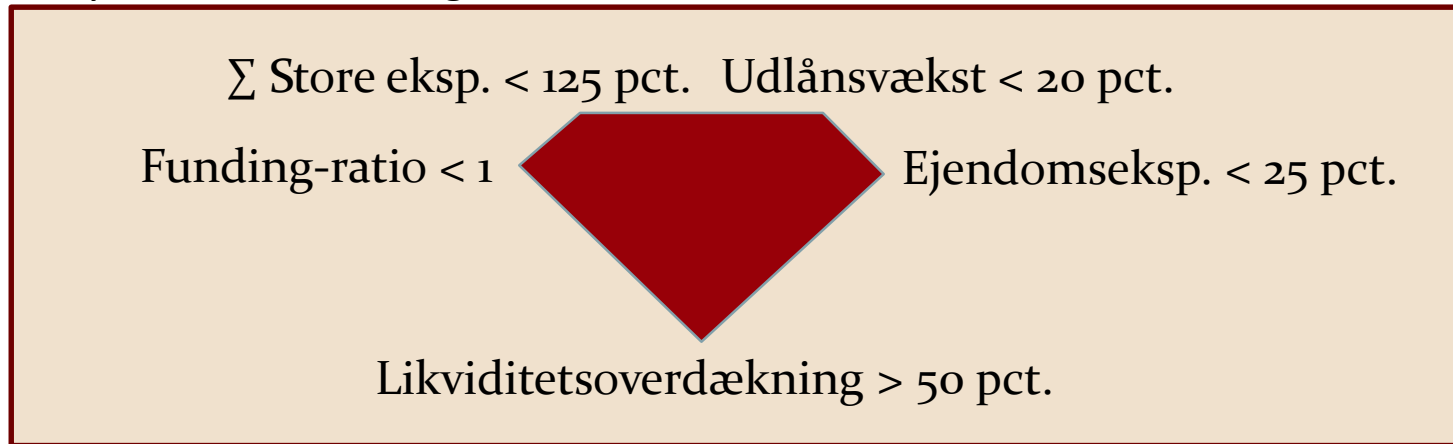 ∑ Store eksp. < 125 pct. Udlånsvækst < 20 pct.
Funding-ratio < 1
Ejendomseksp. < 25 pct.
Likviditetsoverdækning > 50 pct.